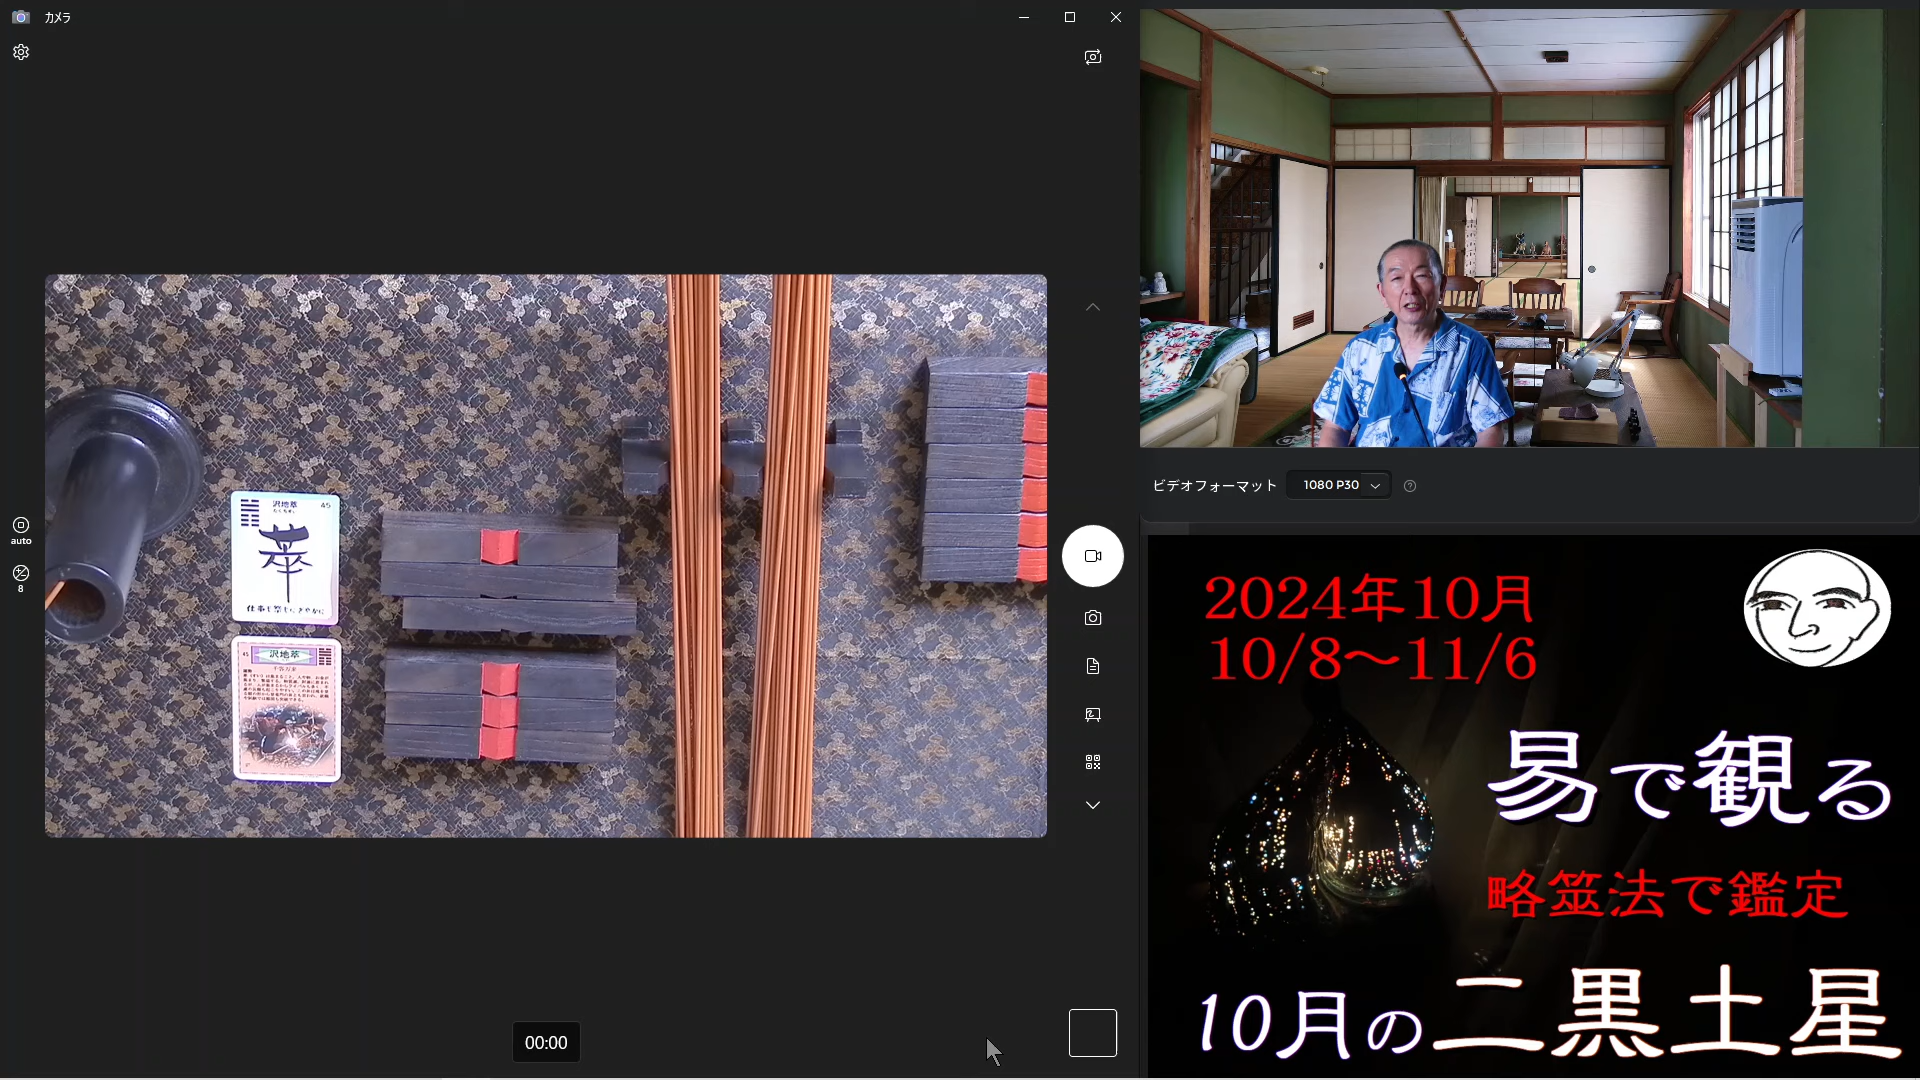 カメラ
auto
8
沢地萃 45
萃
45 沢地萃
00:00
ビデオフォーマット 1080 P30
2024年10月
10/8～11/6
易で観る
略筮法で鑑定
10月の二黒土星